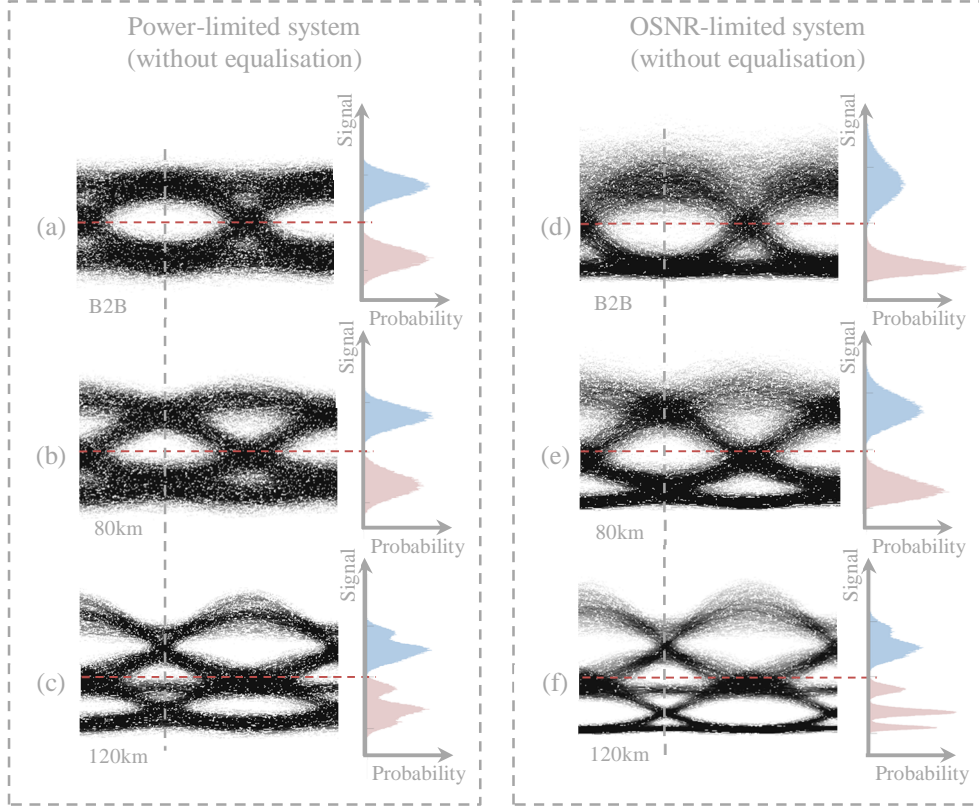 Power-limited system
(without equalisation)
Signal
(a)
B2B
Probability
Signal
(b)
80km
Probability
Signal
(c)
120km
Probability
OSNR-limited system
(without equalisation)
Signal
(d)
B2B
Probability
Signal
(e)
80km
Probability
Signal
(f)
120km
Probability